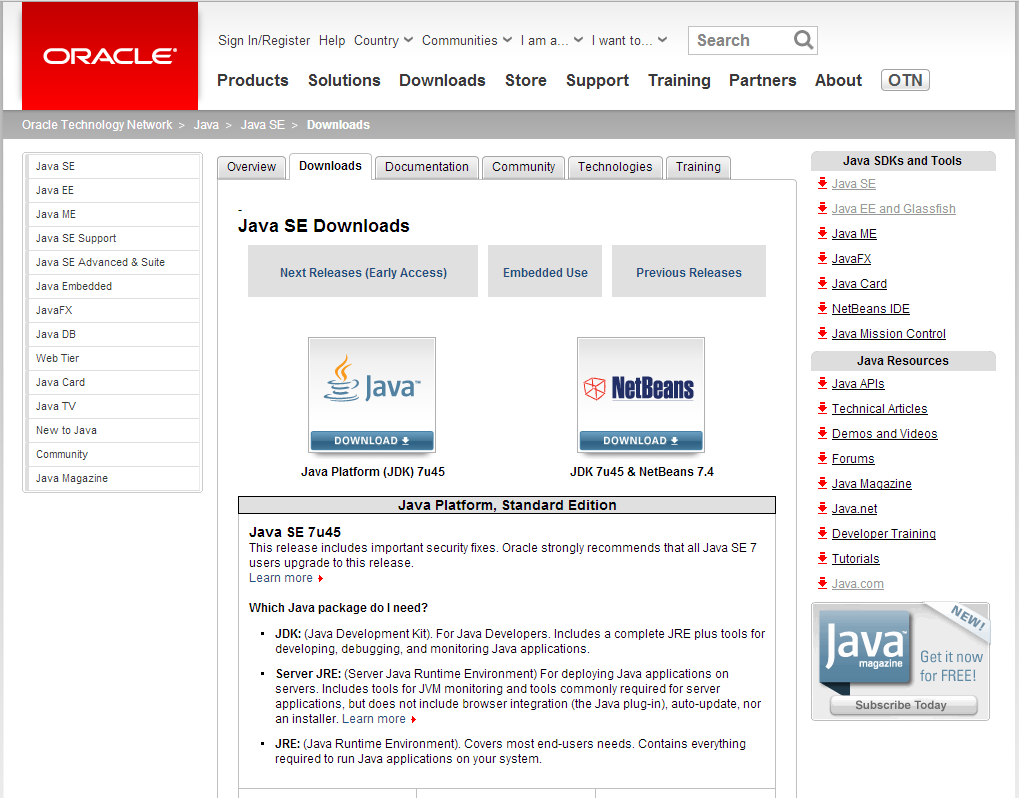 ORACLE
Sign In/Register Help Country Communities I am a... I want to... Search
Products Solutions Downloads Store Support Training Partners About OTN
Oracle Technology Network > Java > Java SE > Downloads
Java SE
Java EE
Java ME
Java SE Support
Java SE Advanced & Suite
Java Embedded
JavaFX
Java DB
Web Tier
Java Card
Java TV
New to Java
Community
Java Magazine
Overview Downloads Documentation Community Technologies Training
Java SE Downloads
Next Releases (Early Access) Embedded Use Previous Releases
Java™
DOWNLOAD
Java Platform (JDK) 7u45
NetBeans
DOWNLOAD
JDK 7u45 & NetBeans 7.4
Java Platform, Standard Edition
Java SE 7u45
This release includes important security fixes. Oracle strongly recommends that all Java SE 7
users upgrade to this release.
Learn more
Which Java package do I need?
JDK: (Java Development Kit). For Java Developers. Includes a complete JRE plus tools for
developing, debugging, and monitoring Java applications.
Server JRE: (Server Java Runtime Environment) For deploying Java applications on
servers. Includes tools for JVM monitoring and tools commonly required for server
applications, but does not include browser integration (the Java plug-in), auto-update, nor
an installer. Learn more
JRE: (Java Runtime Environment). Covers most end-users needs. Contains everything
required to run Java applications on your system.
Java SDKs and Tools
Java SE
Java EE and Glassfish
Java ME
JavaFX
Java Card
NetBeans IDE
Java Mission Control
Java Resources
Java APIs
Technical Articles
Demos and Videos
Forums
Java Magazine
Java.net
Developer Training
Tutorials
Java.com
NEW!
Java™
magazine
Get it now
for FREE!
Subscribe Today